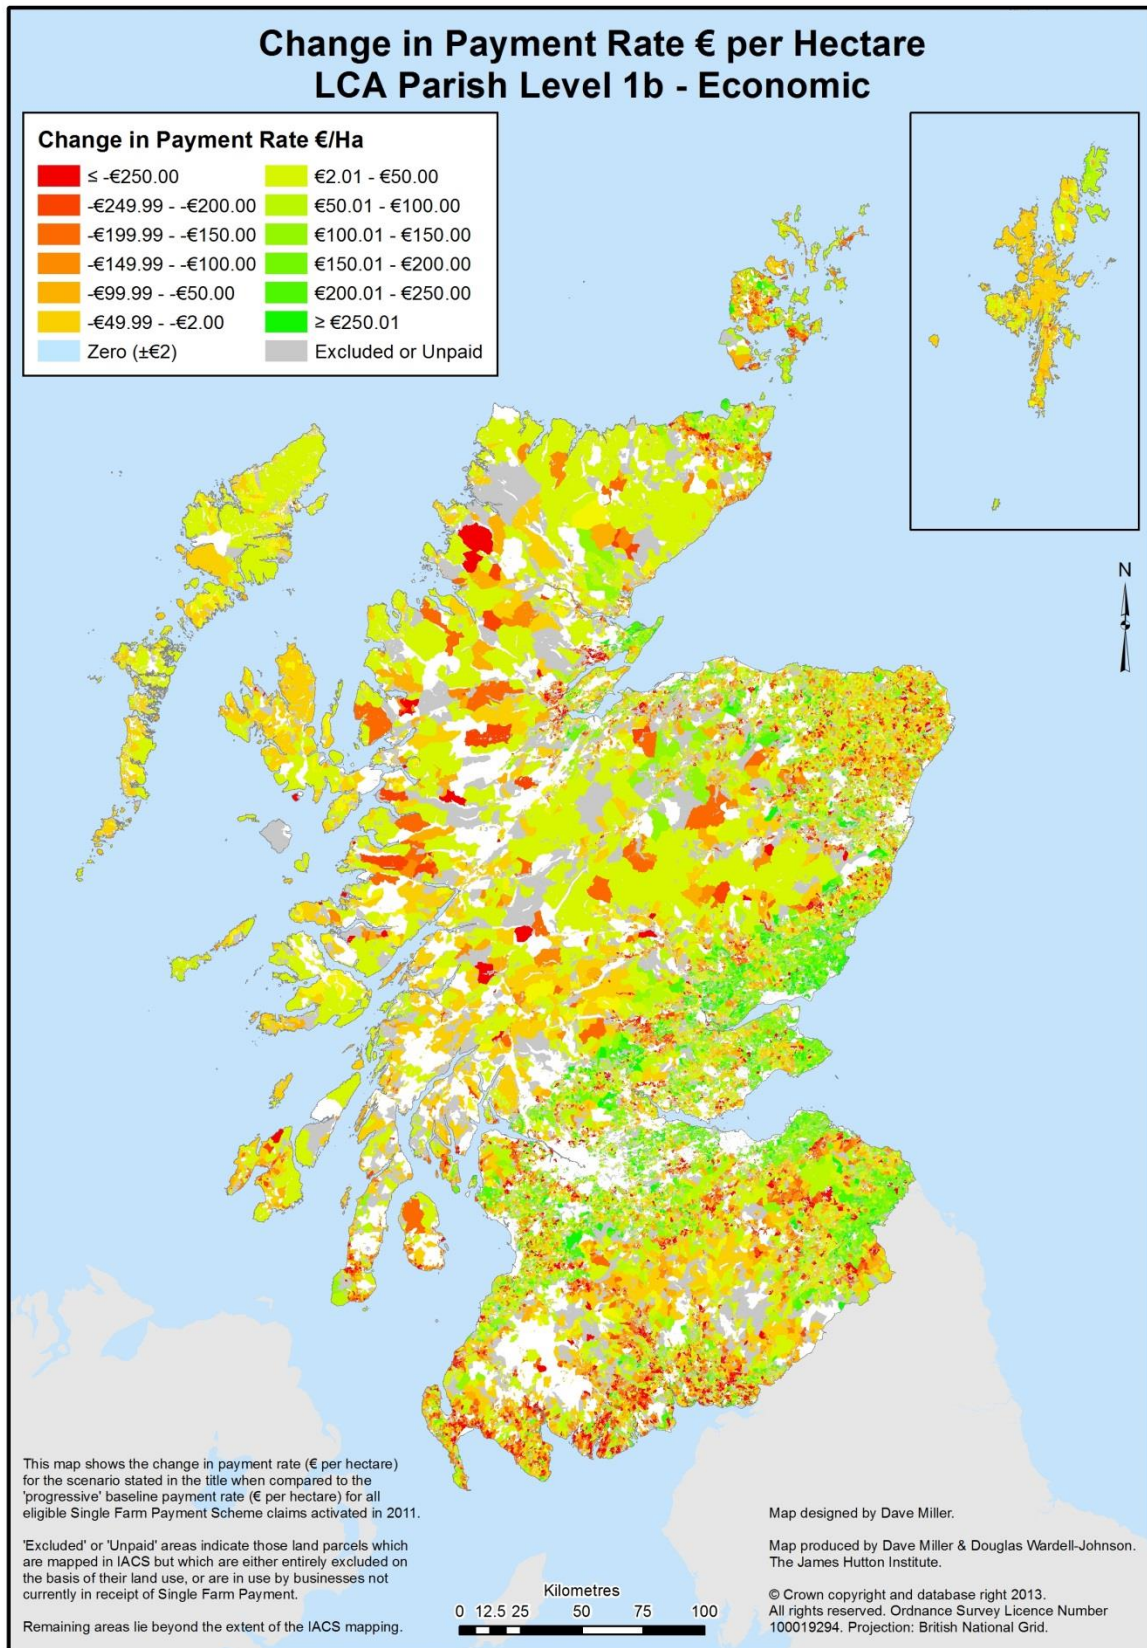 Change in Payment Rate € per Hectare
LCA Parish Level 1b - Economic
Change in Payment Rate €/Ha
≤ -€250.00
-€249.99 - -€200.00
-€199.99 - -€150.00
-€149.99 - -€100.00
-€99.99 - -€50.00
-€49.99 - -€2.00
Zero (±€2)
€2.01 - €50.00
€50.01 - €100.00
€100.01 - €150.00
€150.01 - €200.00
€200.01 - €250.00
≥ €250.01
Excluded or Unpaid
N
This map shows the change in payment rate (€ per hectare)
for the scenario stated in the title when compared to the
'progressive' baseline payment rate (€ per hectare) for all
eligible Single Farm Payment Scheme claims activated in 2011.
'Excluded' or 'Unpaid' areas indicate those land parcels which
are mapped in IACS but which are either entirely excluded on
the basis of their land use, or are in use by businesses not
currently in receipt of Single Farm Payment.
Remaining areas lie beyond the extent of the IACS mapping.
Kilometres
0 12.5 25 50 75 100
Map designed by Dave Miller.
Map produced by Dave Miller & Douglas Wardell-Johnson.
The James Hutton Institute.
© Crown copyright and database right 2013.
All rights reserved. Ordnance Survey Licence Number
100019294. Projection: British National Grid.